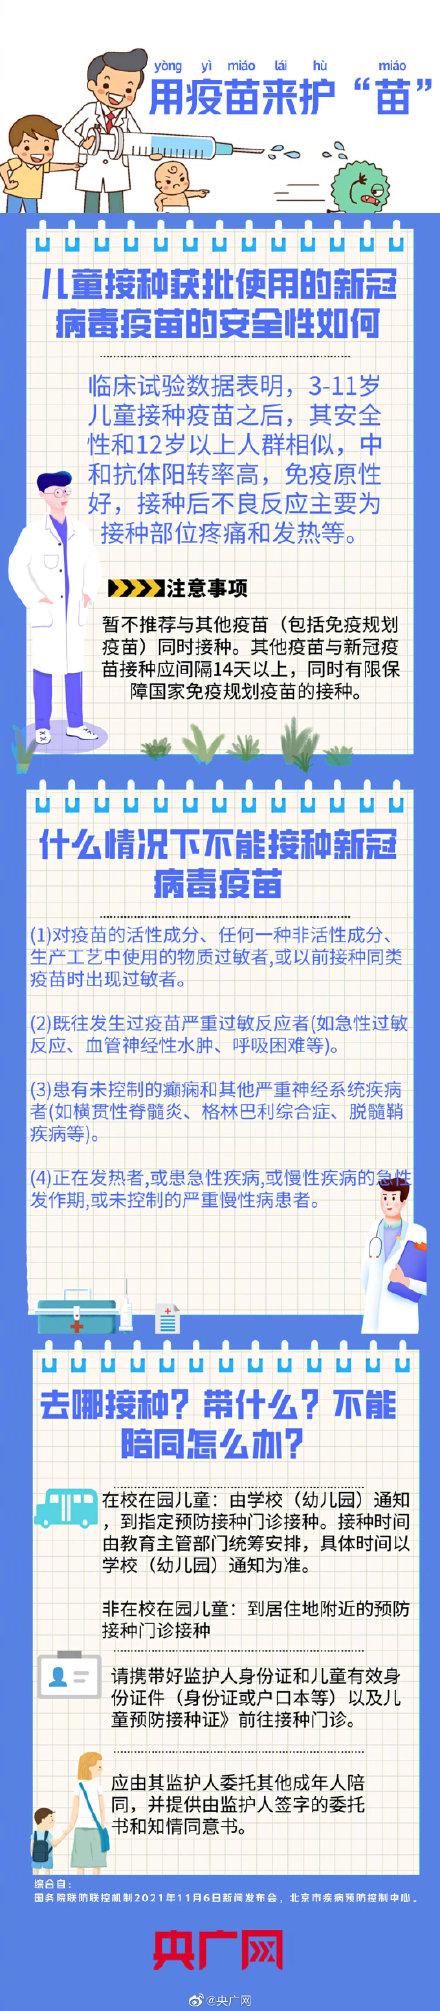 yòng yì miáo lái hù miáo
用疫苗来护“苗”
儿童接种获批使用的新冠
病毒疫苗的安全性如何
临床试验数据表明，3-11岁
儿童接种疫苗之后，其安全
性和12岁以上人群相似，中
和抗体阳转率高，免疫原性
好，接种后不良反应主要为
接种部位疼痛和发热等。
注意事项
暂不推荐与其他疫苗（包括免疫规划
疫苗）同时接种。其他疫苗与新冠疫
苗接种应间隔14天以上，同时有限保
障国家免疫规划疫苗的接种。
什么情况下不能接种新冠
病毒疫苗
(1)对疫苗的活性成分、任何一种非活性成分、
生产工艺中使用的物质过敏者,或以前接种同类
疫苗时出现过敏者。
(2)既往发生过疫苗严重过敏反应者(如急性过敏
反应、血管神经性水肿、呼吸困难等)。
(3)患有未控制的癫痫和其他严重神经系统疾病
者(如横贯性脊髓炎、格林巴利综合症、脱髓鞘
疾病等)。
(4)正在发热者,或患急性疾病,或慢性疾病的急性
发作期,或未控制的严重慢性病患者。
去哪接种？带什么？不能
陪同怎么办？
在校在园儿童：由学校（幼儿园）通知
，到指定预防接种门诊接种。接种时间
由教育主管部门统筹安排，具体时间以
学校（幼儿园）通知为准。
非在校在园儿童：到居住地附近的预防
接种门诊接种
请携带好监护人身份证和儿童有效身
份证件（身份证或户口本等）以及儿
童预防接种证》前往接种门诊。
应由其监护人委托其他成年人陪
同，并提供由监护人签字的委托
书和知情同意书。
综合自：
国务院联防联控机制2021年11月6日新闻发布会，北京市疾病预防控制中心。
央广网
@央广网